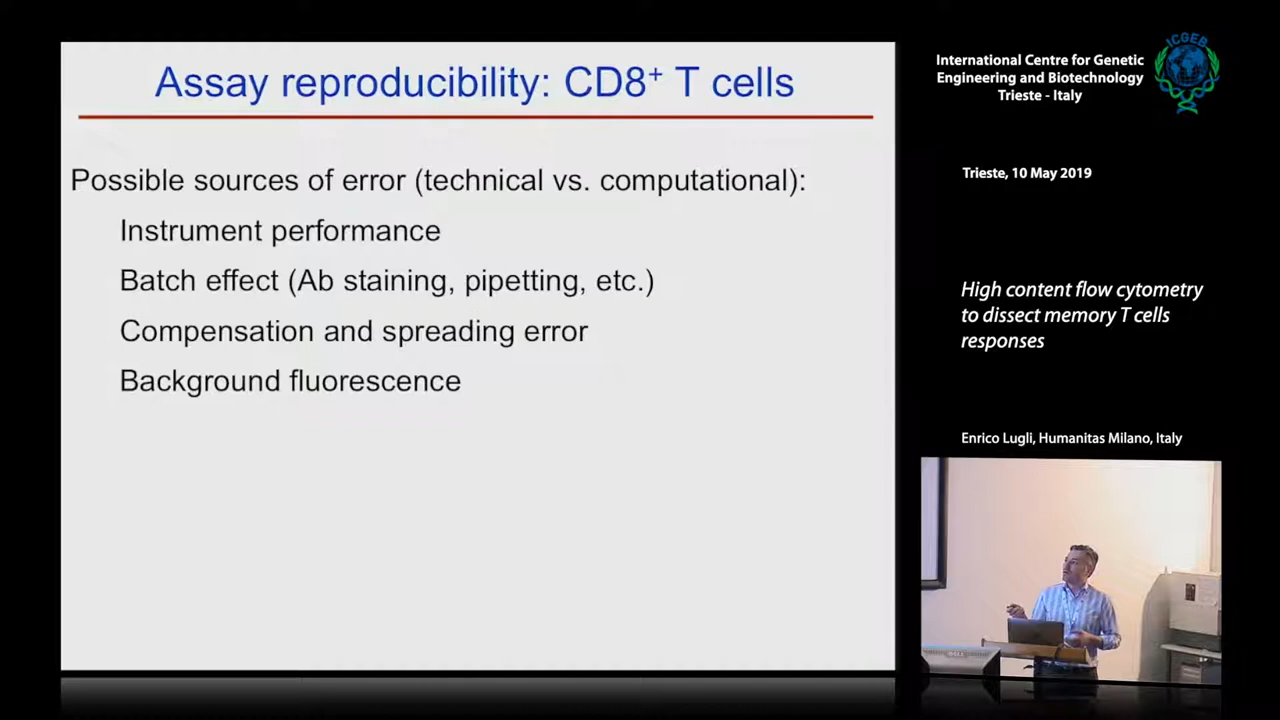 Assay reproducibility: CD8+ T cells
Possible sources of error (technical vs. computational):
Instrument performance
Batch effect (Ab staining, pipetting, etc.)
Compensation and spreading error
Background fluorescence
International Centre for Genetic
Engineering and Biotechnology
Trieste - Italy
ICGEB
Trieste, 10 May 2019
High content flow cytometry
to dissect memory T cells
responses
Enrico Lugli, Humanitas Milano, Italy